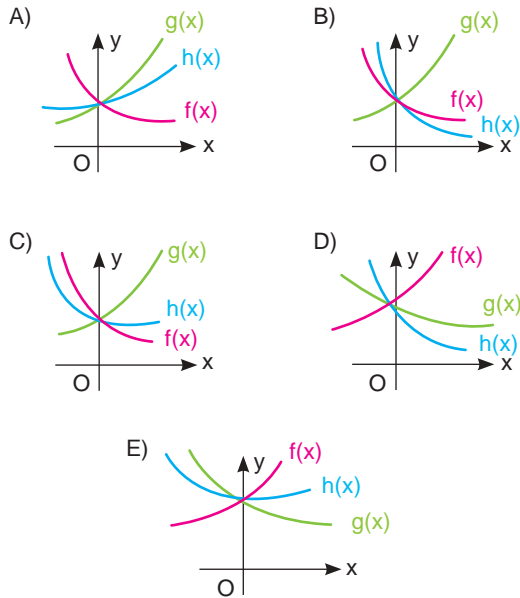 A)
y
g(x)
h(x)
f(x)
O
x
B)
y
g(x)
f(x)
h(x)
O
x
C)
y
g(x)
h(x)
f(x)
O
x
D)
y
f(x)
g(x)
h(x)
O
x
E)
y
f(x)
h(x)
g(x)
O
x